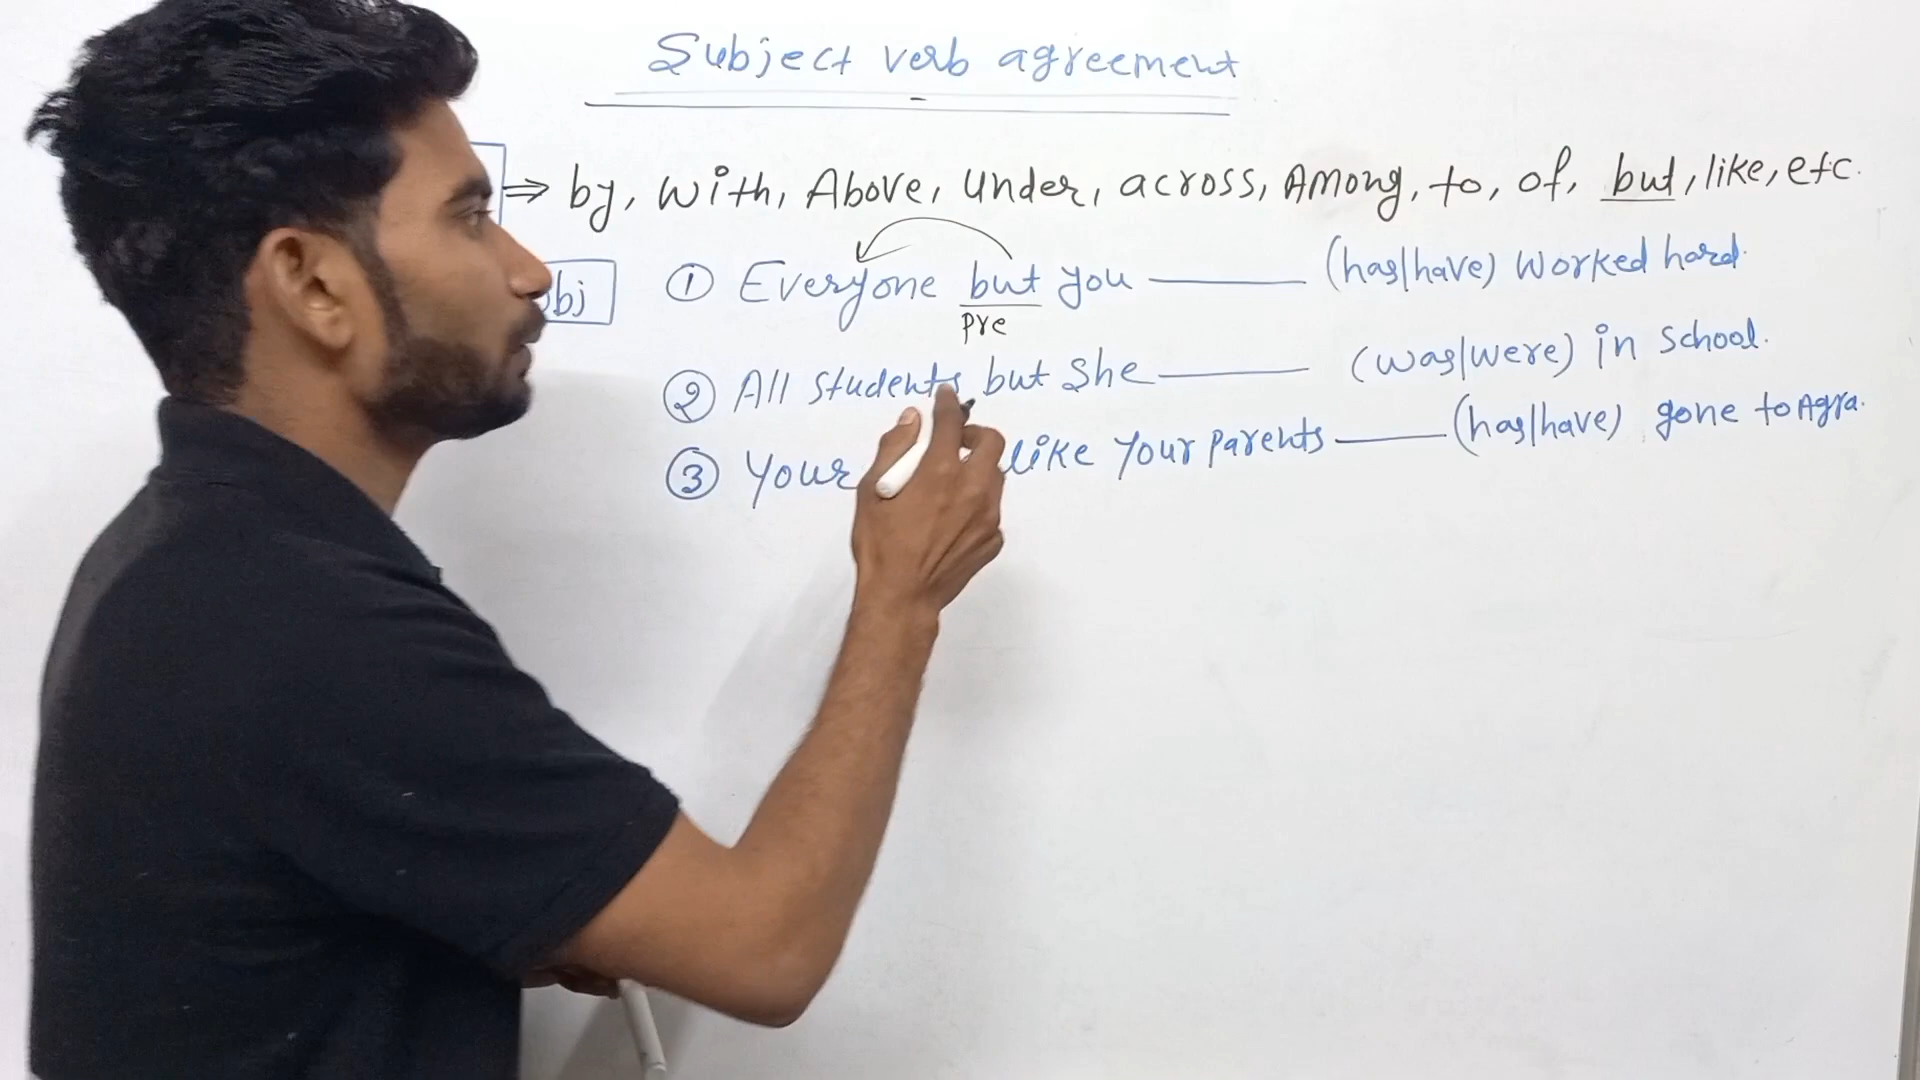 Subject verb agreement
⇒ by, with, Above, under, across, Among, to, of, but, like, etc.
bj
① Everyone but you ______ (has/have) worked hard.
pre
② All students but she ______ (was/were) in school.
③ Your like your parents ______ (has/have) gone to Agra.